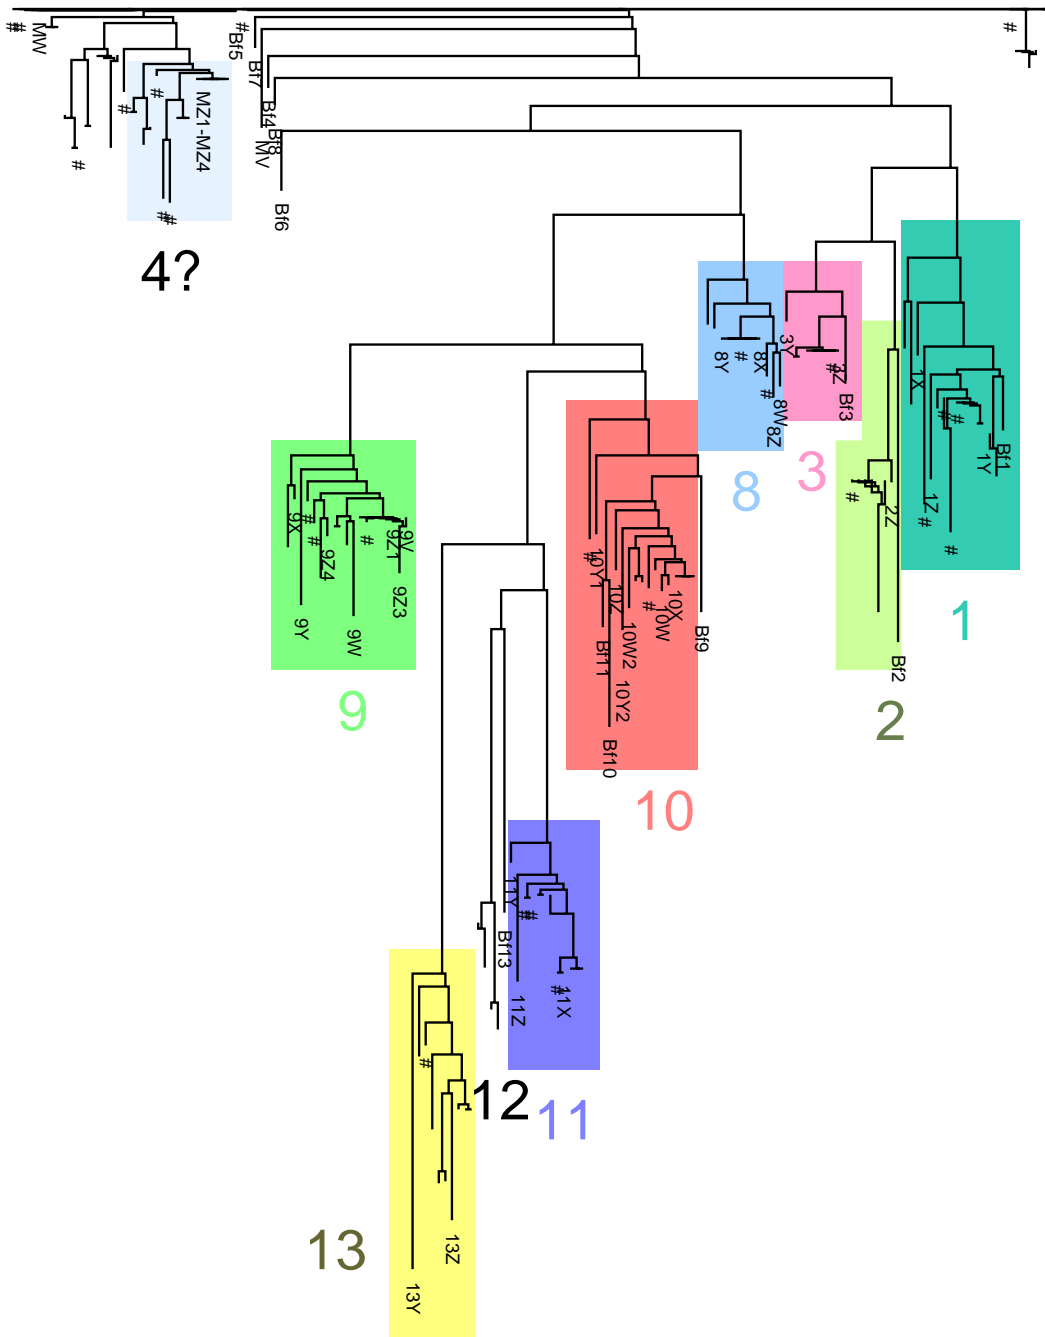 #
#
MW
#
#
Bf5
Bf7
Bf4
Bf8
MV
Bf6
#
#
#
MZ1-MZ4
#
#
4?
8Y
#
8X
#
8W
8Z
8
3Y
#
3Z
Bf3
3
1X
#
#
Bf1
1Y
1Z
#
#
1
#
2Z
Bf2
2
9X
#
#
9Z4
#
9Z1
9V
9Z3
9Y
9W
9
#
10Y1
10Z
#
10X
10W
10W2
Bf11
Bf9
10Y2
Bf10
10
11Y
#
#
Bf13
#
11X
11Z
11
12
#
13Z
13Y
13